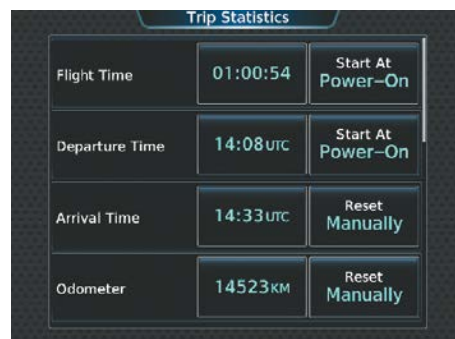 Trip Statistics
Flight Time 01:00:54 Start At
Power-On
Departure Time 14:08UTC Start At
Power-On
Arrival Time 14:33UTC Reset
Manually
Odometer 14523KM Reset
Manually